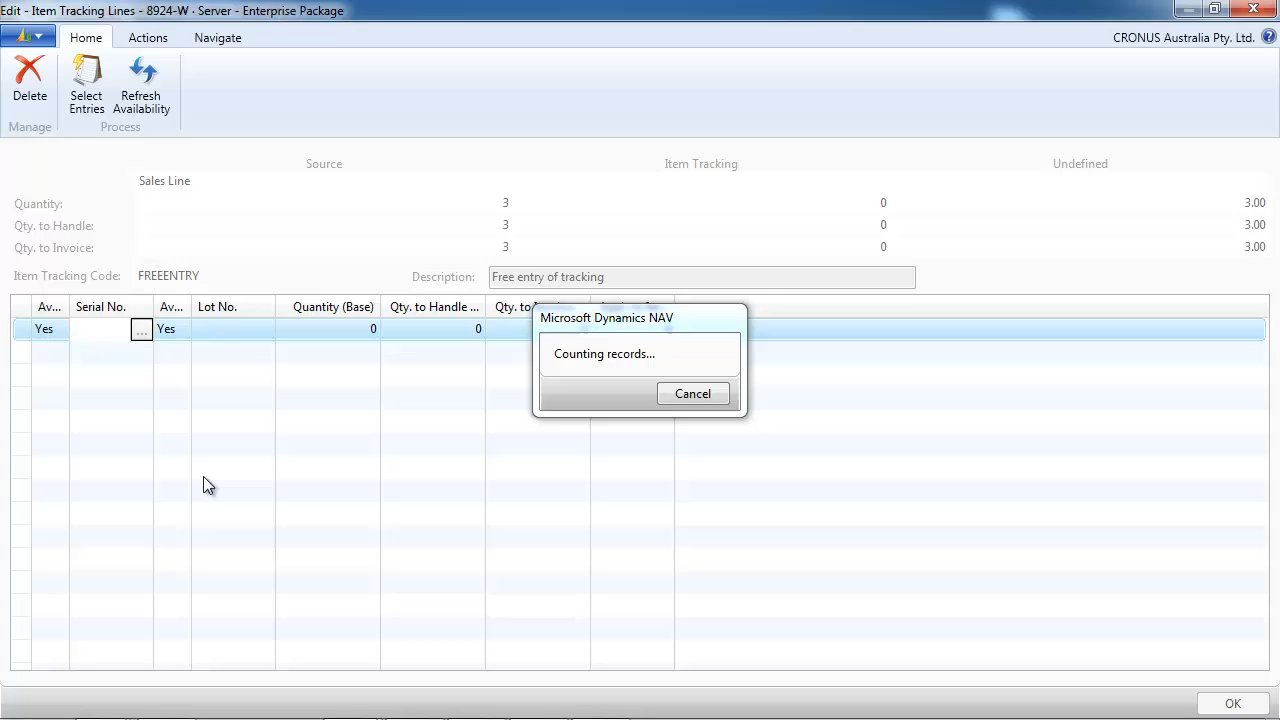 Edit - Item Tracking Lines - 8924-W · Server - Enterprise Package
Home Actions Navigate CRONUS Australia Pty. Ltd.
Delete
Select Entries
Refresh Availability
Manage Process
Source Item Tracking Undefined
Sales Line
Quantity: 3 0 3.00
Qty. to Handle: 3 0 3.00
Qty. to Invoice: 3 0 3.00
Item Tracking Code: FREEENTRY Description: Free entry of tracking
Av... Serial No. Av... Lot No. Quantity (Base) Qty. to Handle ... Qty. to
Yes ... Yes 0 0
Microsoft Dynamics NAV
Counting records...
Cancel
OK